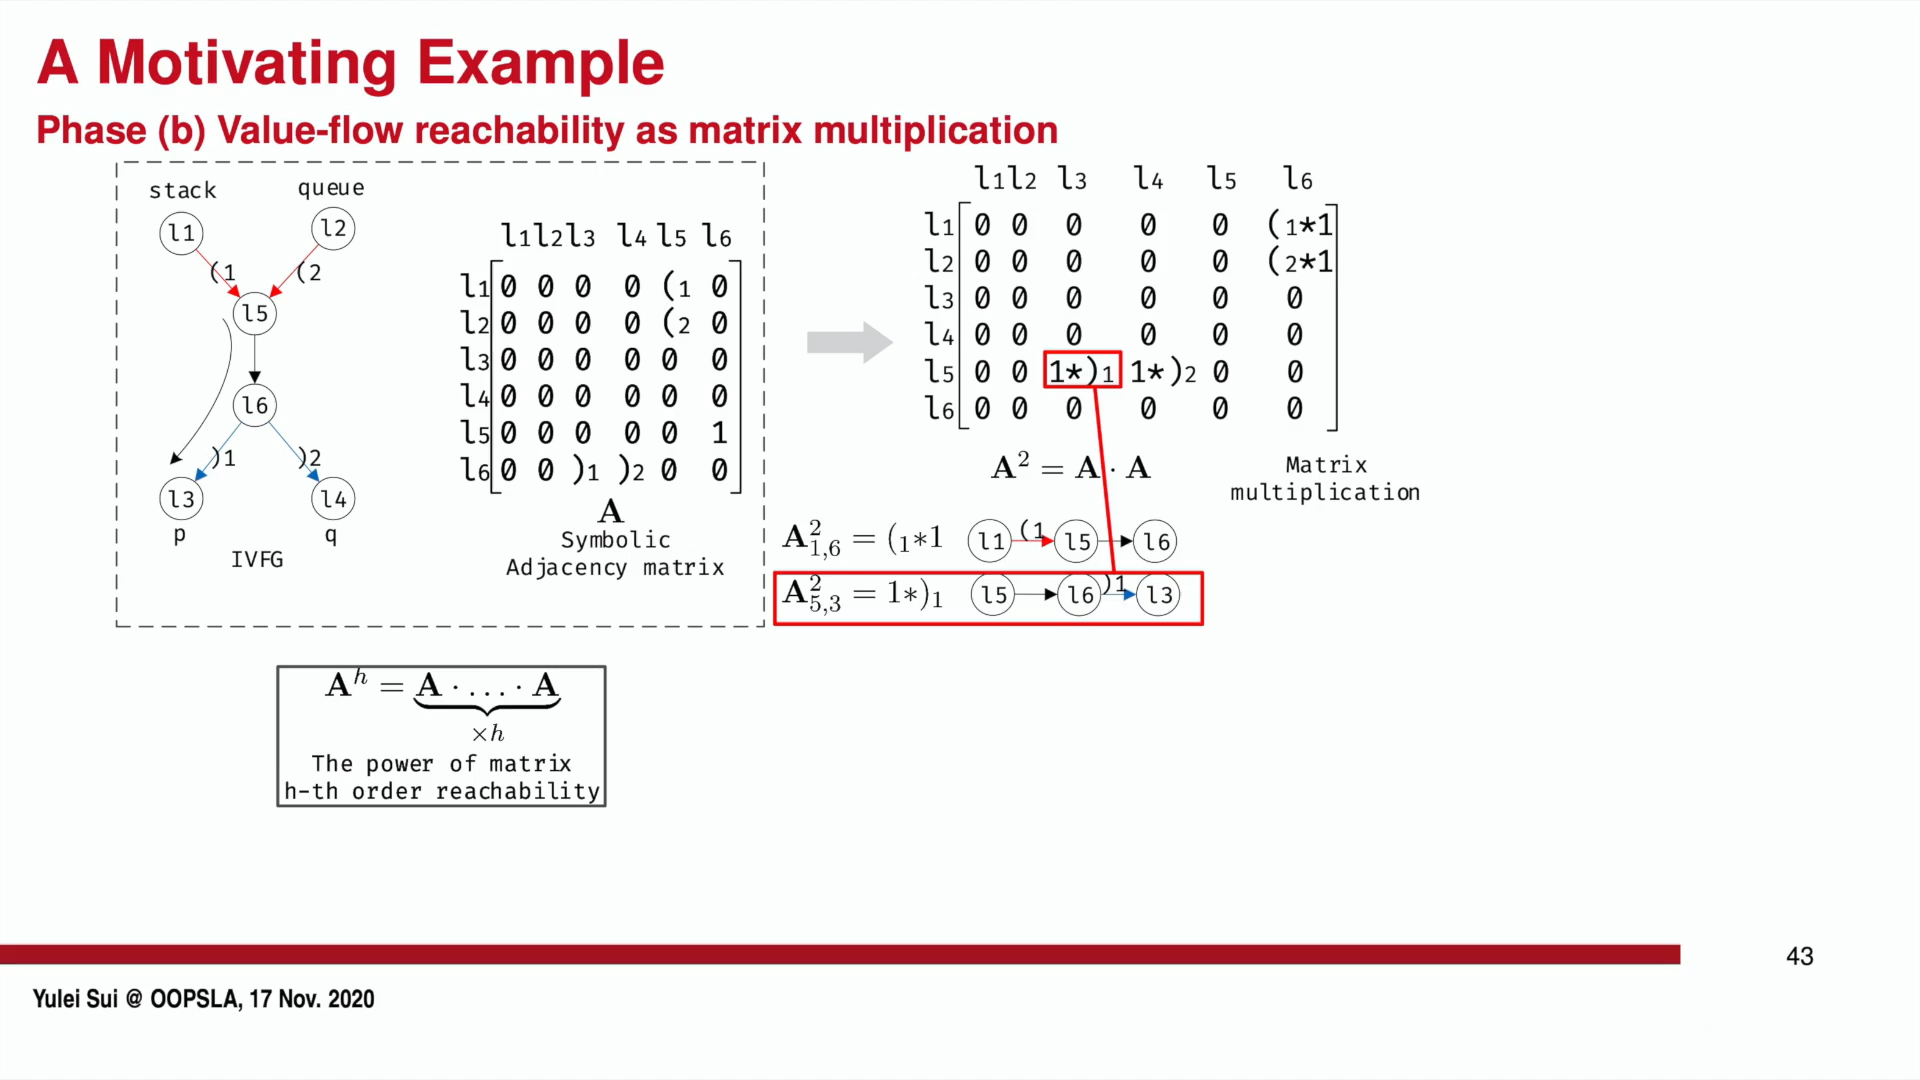 A Motivating Example
Phase (b) Value-flow reachability as matrix multiplication
stack queue
l1 l2
(1 (2
l5
l6
)1 )2
l3 l4
p q
IVFG
l1 l2 l3 l4 l5 l6
l1 0 0 0 0 (1 0
l2 0 0 0 0 (2 0
l3 0 0 0 0 0 0
l4 0 0 0 0 0 0
l5 0 0 0 0 0 1
l6 0 0 )1 )2 0 0
A
Symbolic
Adjacency matrix
l1 l2 l3 l4 l5 l6
l1 0 0 0 0 0 (1*1
l2 0 0 0 0 0 (2*1
l3 0 0 0 0 0 0
l4 0 0 0 0 0 0
l5 0 0 1*)1 1*)2 0 0
l6 0 0 0 0 0 0
A² = A · A
Matrix
multiplication
A²1,6 = (1*1 l1 (1 l5 l6
A²5,3 = 1*)1 l5 l6 )1 l3
A^h = A · … · A
×h
The power of matrix
h-th order reachability
43
Yulei Sui @ OOPSLA, 17 Nov. 2020